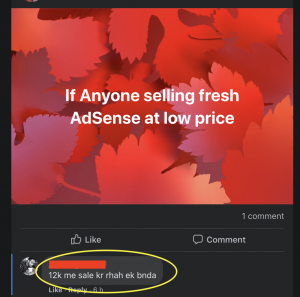 If Anyone selling fresh
AdSense at low price
1 comment
Like
Comment
12k me sale kr rhah ek bnda
Like Reply 6 h